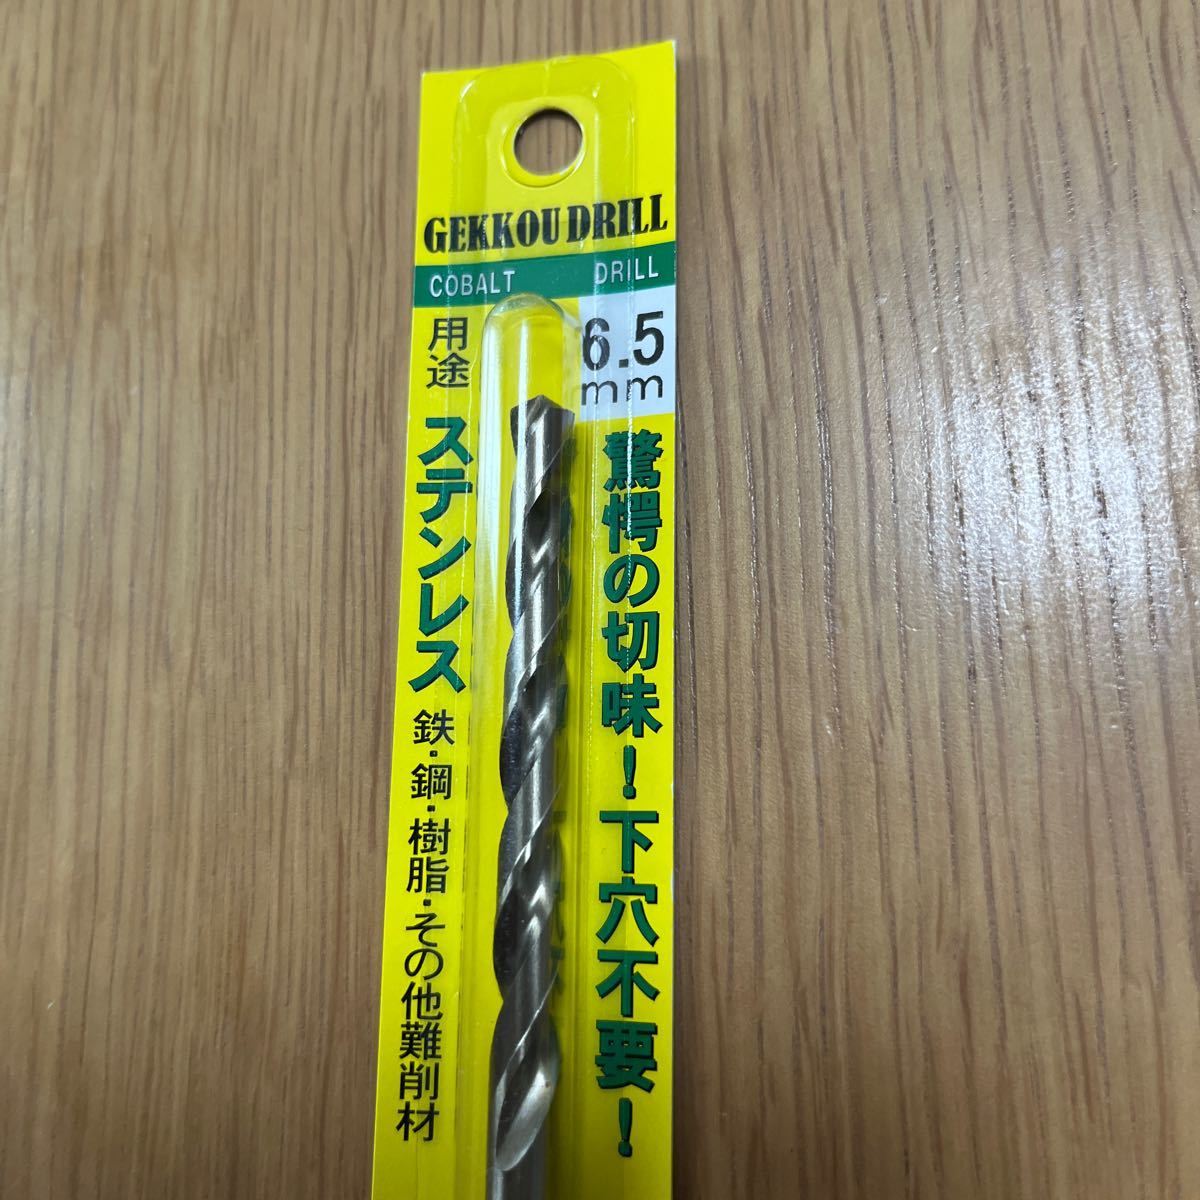 GEKKOU DRILL
COBALT DRILL
6.5
mm
用途
ステンレス
鉄・鋼・樹脂・その他難削材
驚愕の切味！下穴不要！